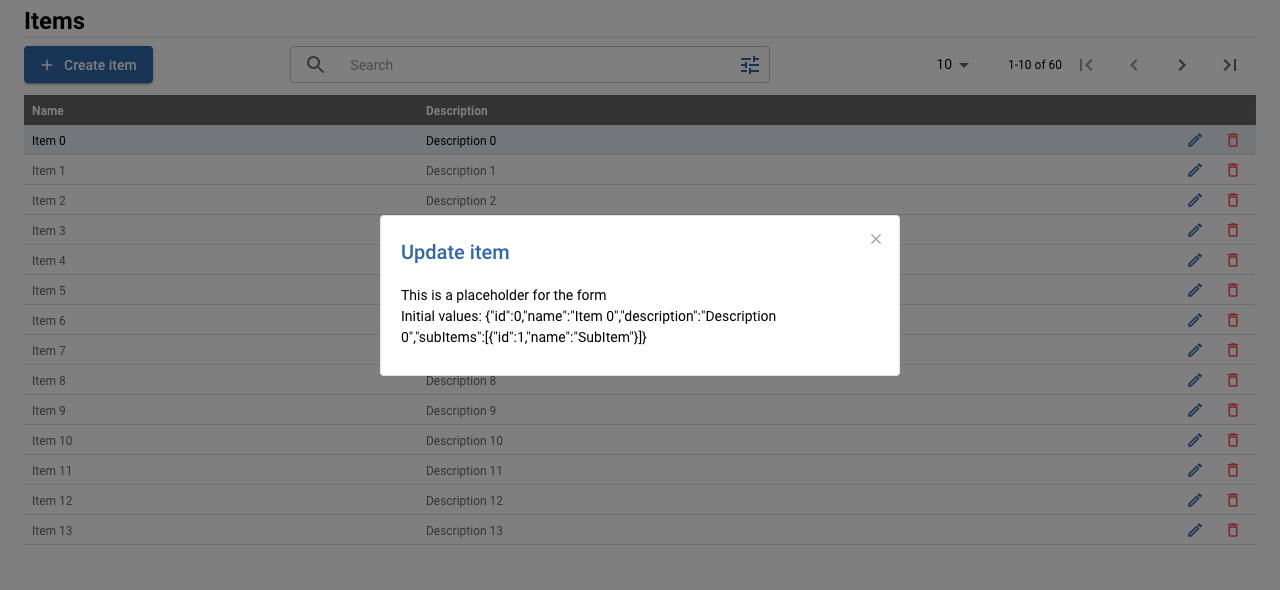 Items
Create item
Search
10
1-10 of 60
Name Description
Item 0 Description 0
Item 1 Description 1
Item 2 Description 2
Item 3
Item 4
Item 5
Item 6
Item 7
Item 8 Description 8
Item 9 Description 9
Item 10 Description 10
Item 11 Description 11
Item 12 Description 12
Item 13 Description 13
Update item
This is a placeholder for the form
Initial values: {"id":0,"name":"Item 0","description":"Description
0","subItems":[{"id":1,"name":"SubItem"}]}